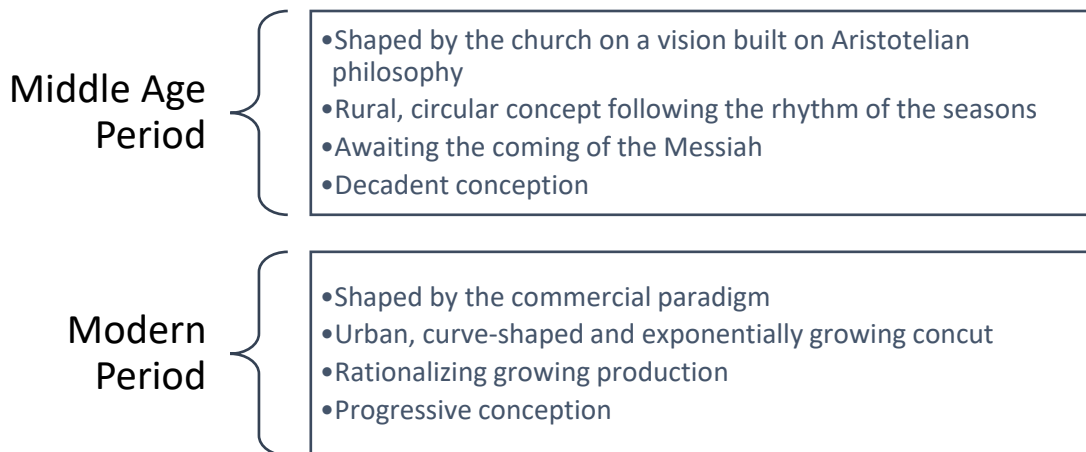 Middle Age
Period
•Shaped by the church on a vision built on Aristotelian
philosophy
•Rural, circular concept following the rhythm of the seasons
•Awaiting the coming of the Messiah
•Decadent conception
Modern
Period
•Shaped by the commercial paradigm
•Urban, curve-shaped and exponentially growing concut
•Rationalizing growing production
•Progressive conception